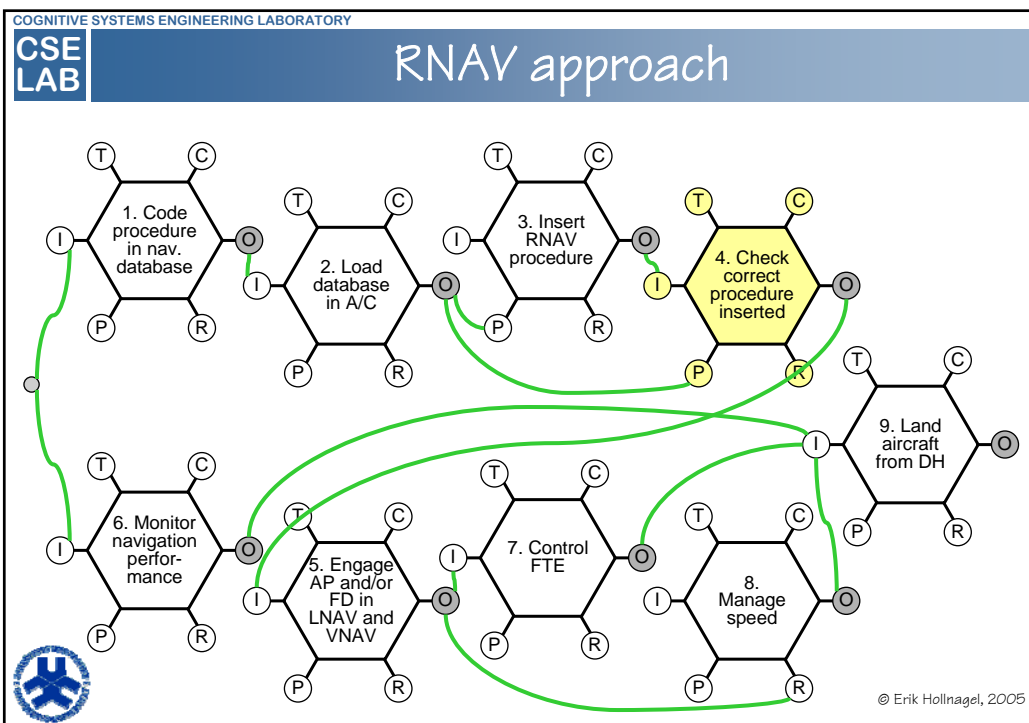 COGNITIVE SYSTEMS ENGINEERING LABORATORY
CSE
LAB
RNAV approach
T
C
I
1. Code
procedure
in nav.
database
O
P
R
T
C
I
2. Load
database
in A/C
O
P
R
T
C
I
3. Insert
RNAV
procedure
O
P
R
T
C
I
4. Check
correct
procedure
inserted
O
P
R
T
C
I
9. Land
aircraft
from DH
O
P
R
T
C
I
6. Monitor
navigation
perfor-
mance
O
P
R
T
C
I
5. Engage
AP and/or
FD in
LNAV and
VNAV
O
P
R
T
C
I
7. Control
FTE
O
P
R
T
C
I
8.
Manage
speed
O
P
R
© Erik Hollnagel, 2005